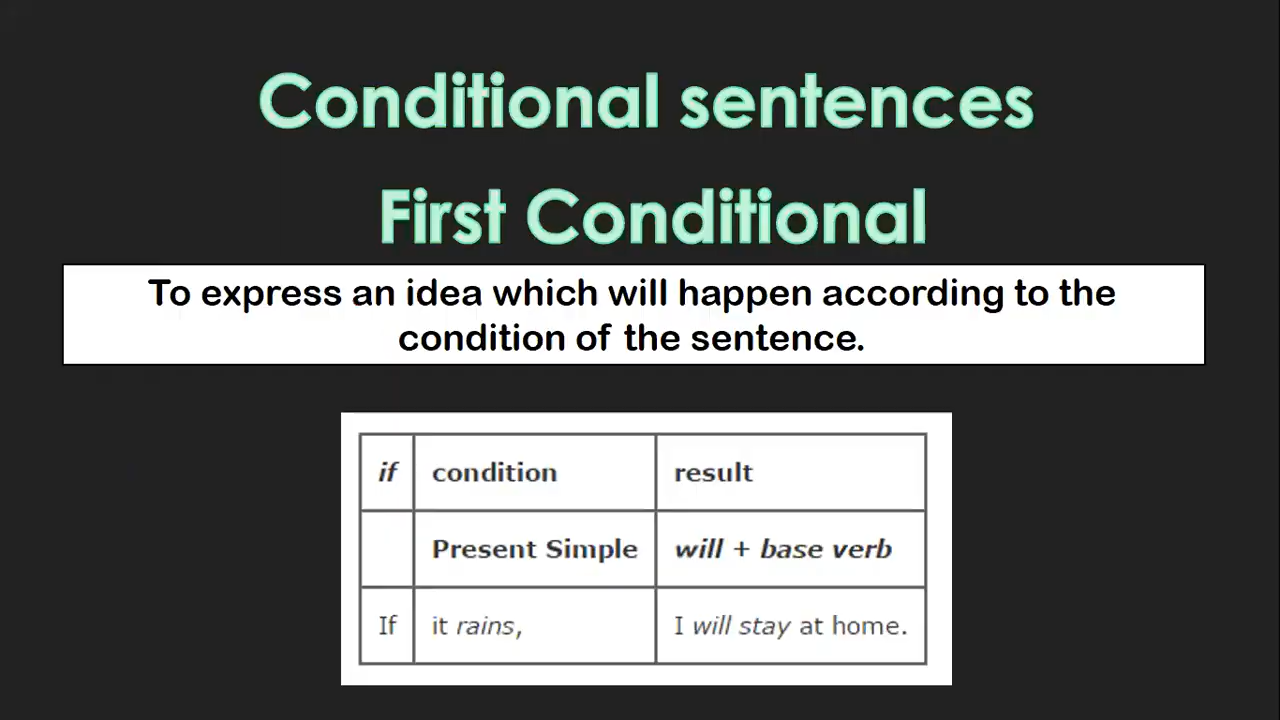 Conditional sentences
First Conditional
To express an idea which will happen according to the
condition of the sentence.
if condition result
Present Simple will + base verb
If it rains, I will stay at home.